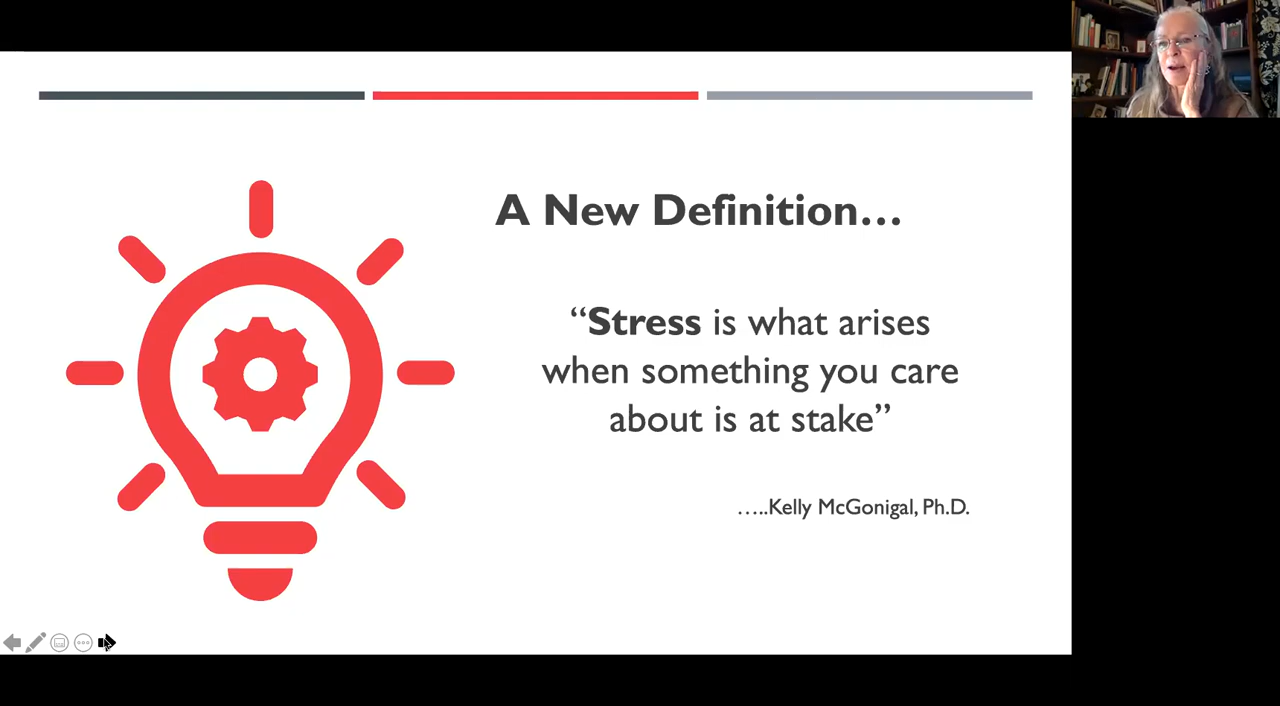 A New Definition…
“Stress is what arises
when something you care
about is at stake”
…..Kelly McGonigal, Ph.D.